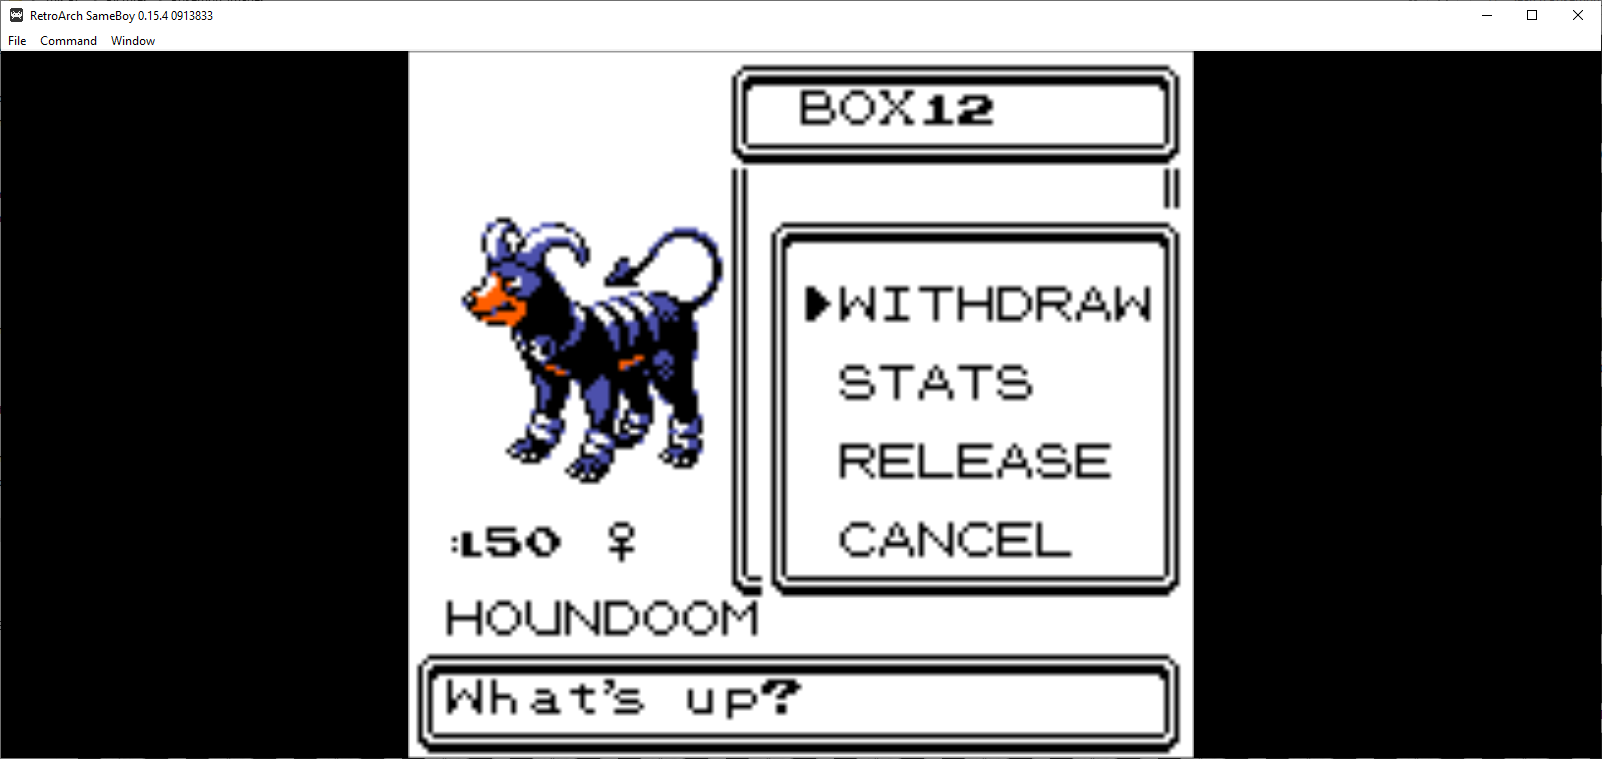 RetroArch SameBoy 0.15.4 0913833
File Command Window
BOX12
WITHDRAW
STATS
RELEASE
CANCEL
:L50 ♀
HOUNDOOM
What's up?